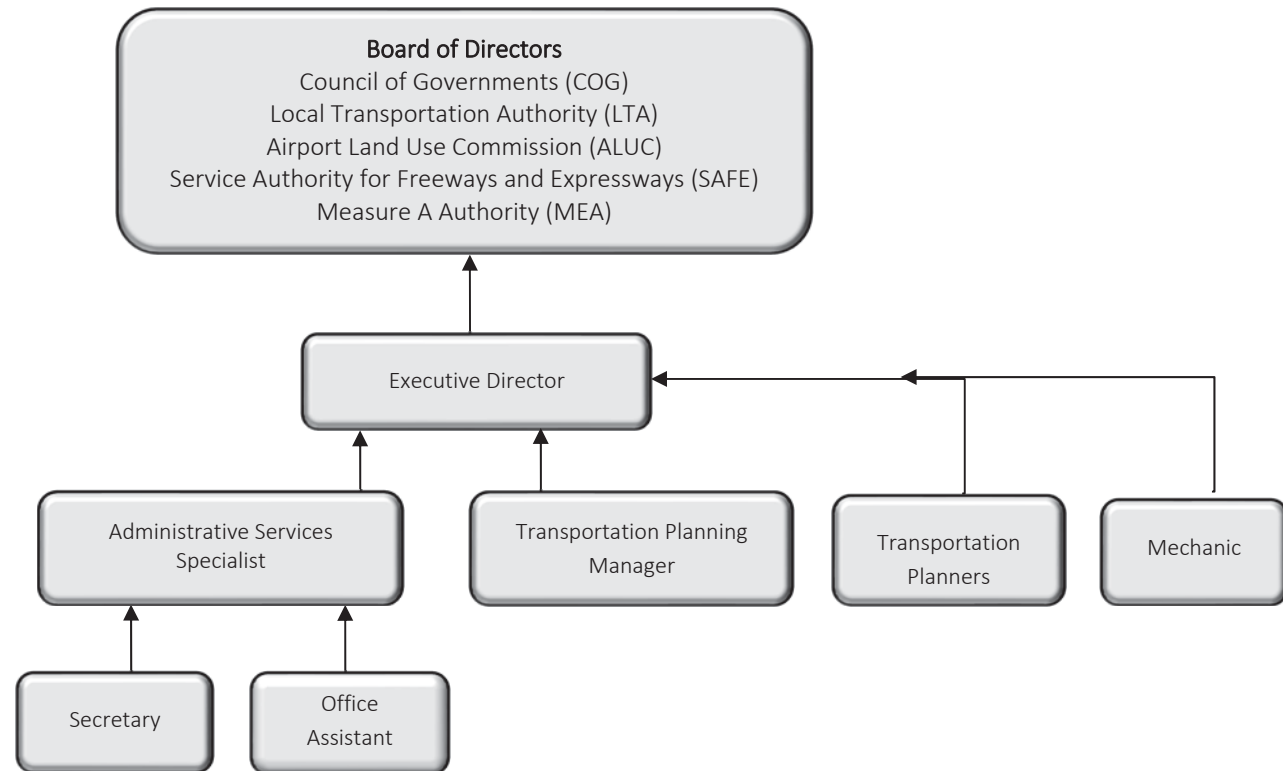 Board of Directors
Council of Governments (COG)
Local Transportation Authority (LTA)
Airport Land Use Commission (ALUC)
Service Authority for Freeways and Expressways (SAFE)
Measure A Authority (MEA)
Executive Director
Administrative Services
Specialist
Transportation Planning
Manager
Transportation
Planners
Mechanic
Secretary
Office
Assistant